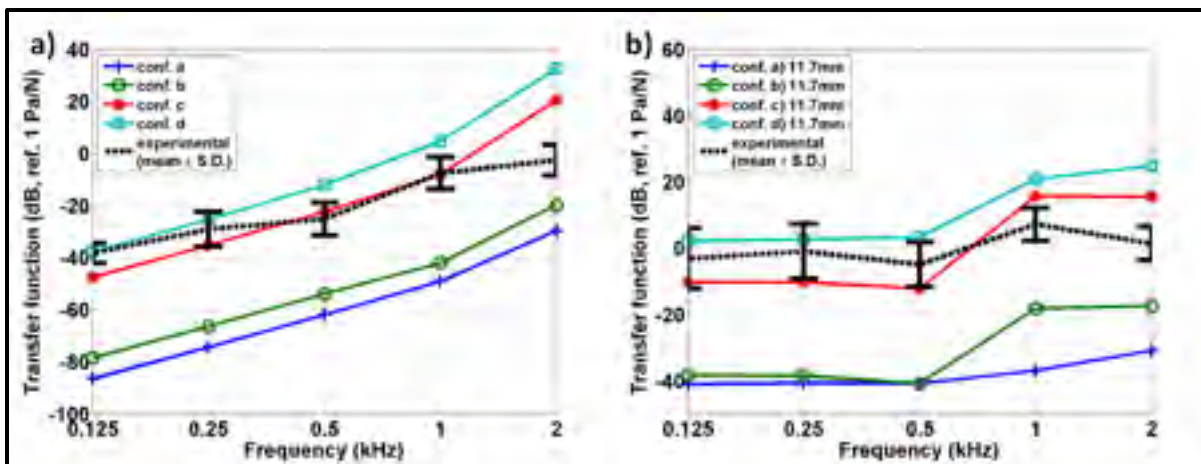 a)
40
20
0
-20
-40
-60
-80
-100
Transfer function (dB, ref. 1 Pa/N)
conf. a
conf. b
conf. c
conf. d
experimental
(mean ± S.D.)
0.125 0.25 0.5 1 2
Frequency (kHz)
b)
60
40
20
0
-20
-40
Transfer function (dB, ref. 1 Pa/N)
conf. a) 11.7mm
conf. b) 11.7mm
conf. c) 11.7mm
conf. d) 11.7mm
experimental
(mean ± S.D.)
0.125 0.25 0.5 1 2
Frequency (kHz)